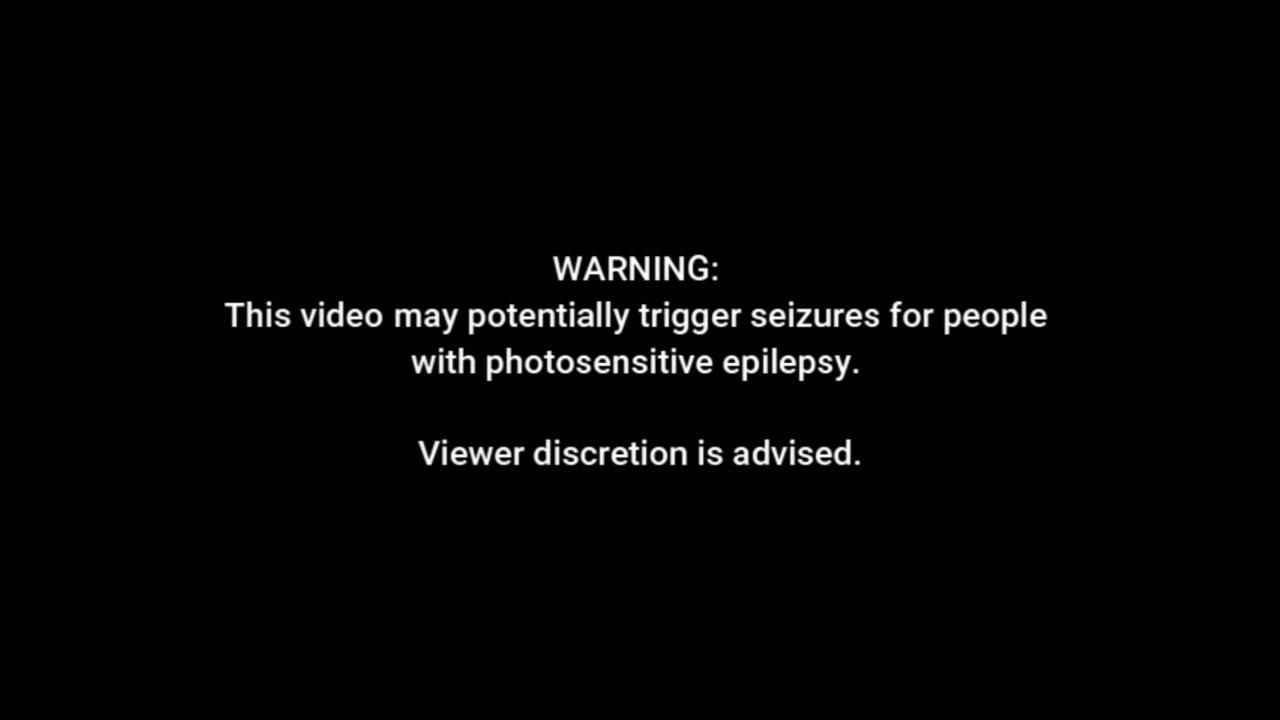 WARNING:
This video may potentially trigger seizures for people
with photosensitive epilepsy.
Viewer discretion is advised.